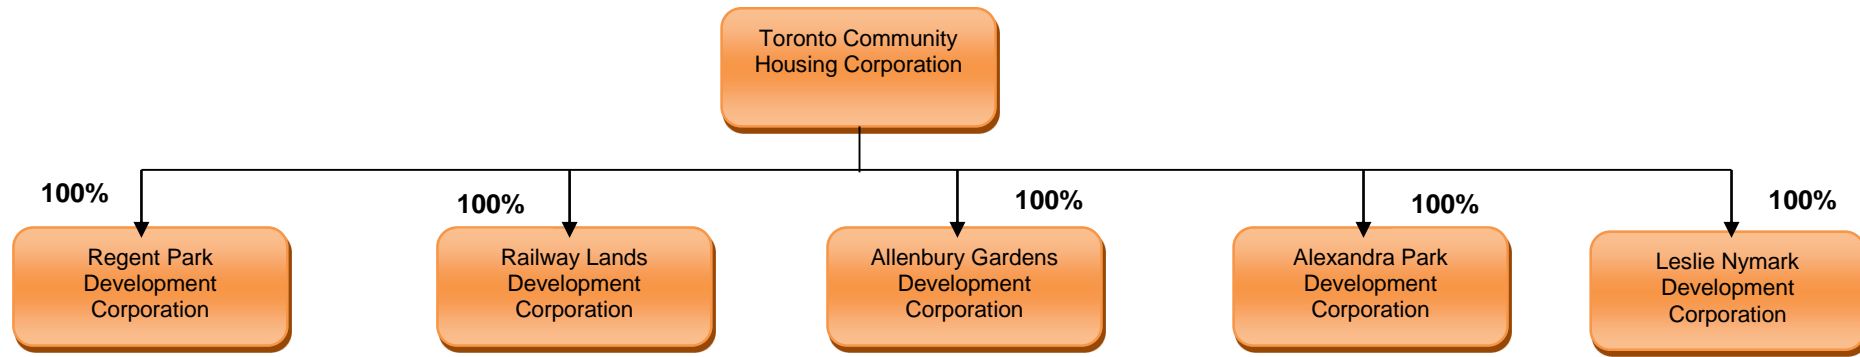 Toronto Community
Housing Corporation
100%
100%
100%
100%
100%
Regent Park
Development
Corporation
Railway Lands
Development
Corporation
Allenbury Gardens
Development
Corporation
Alexandra Park
Development
Corporation
Leslie Nymark
Development
Corporation